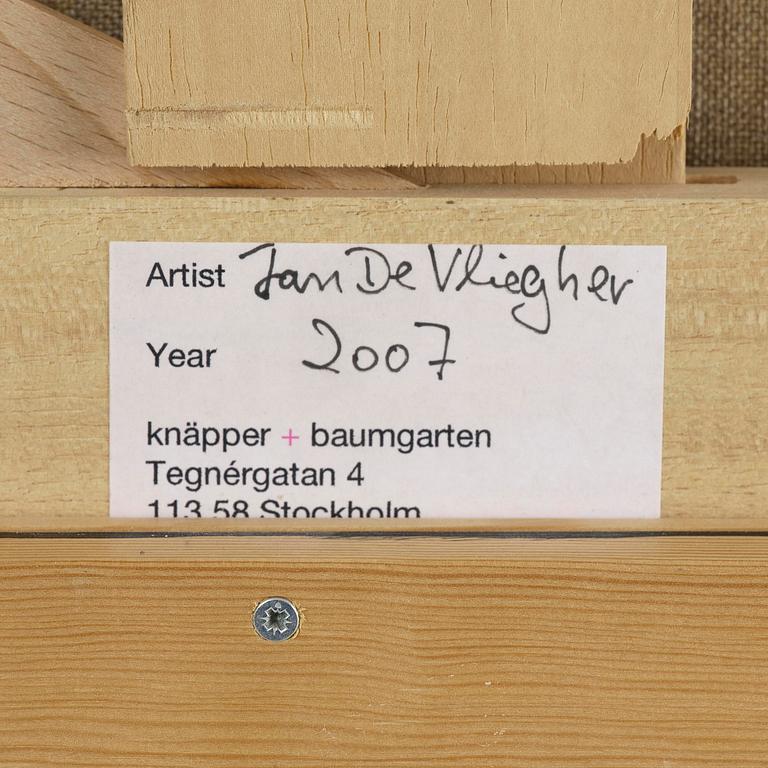 Artist Jan De Vliegher
Year 2007
knäpper + baumgarten
Tegnérgatan 4
113 58 Stockholm